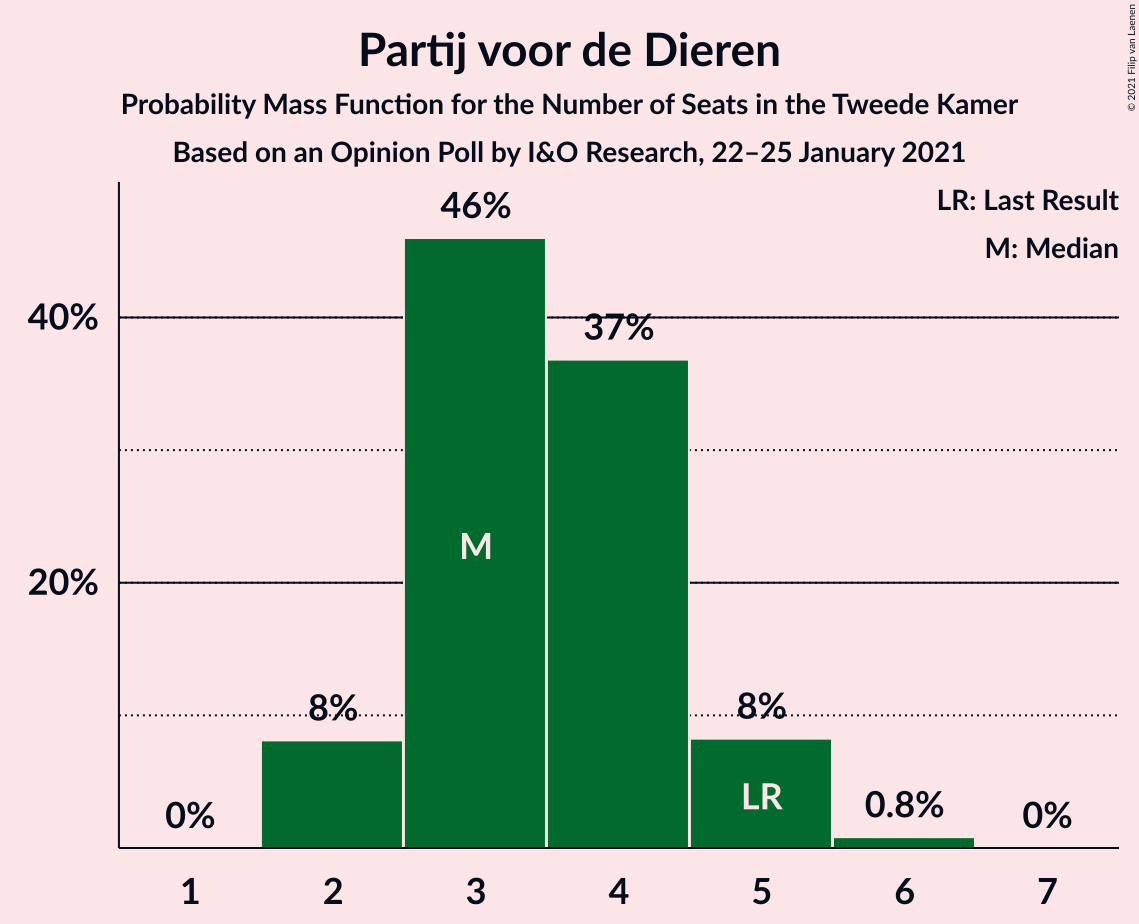 Partij voor de Dieren
Probability Mass Function for the Number of Seats in the Tweede Kamer
Based on an Opinion Poll by I&O Research, 22–25 January 2021
© 2021 Filip van Laenen
LR: Last Result
M: Median
46%
40%
37%
M
20%
8%
8%
LR
0%
0.8%
0%
1 2 3 4 5 6 7